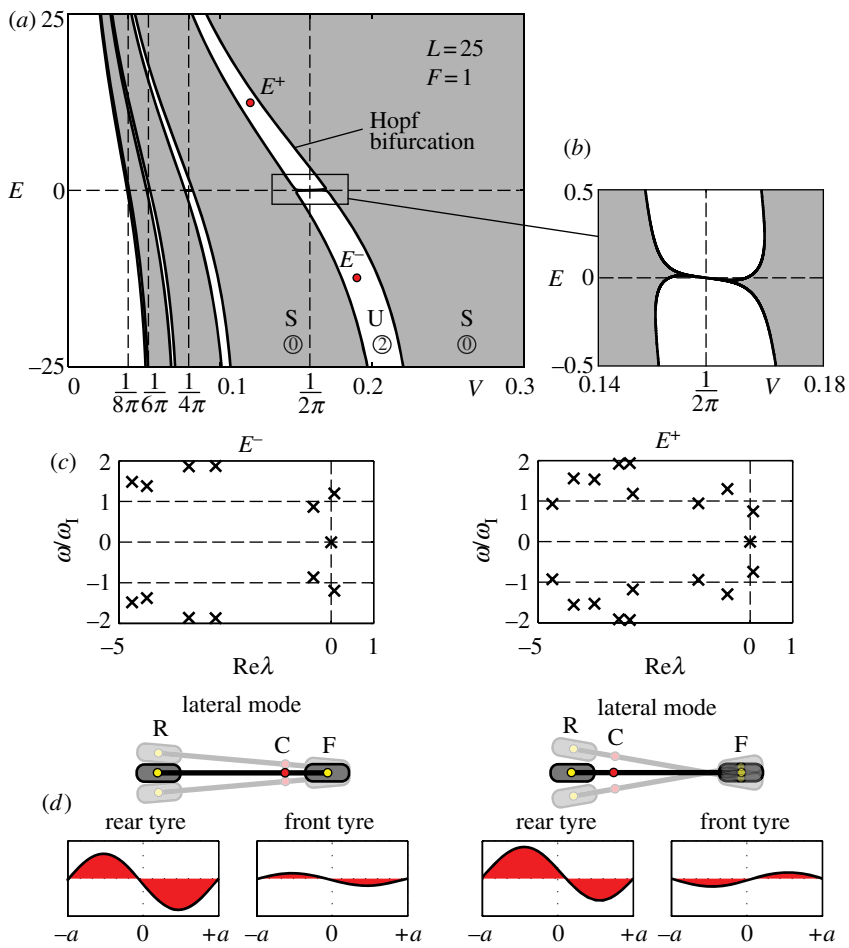 (a)
25
L = 25
F = 1
E⁺
Hopf
bifurcation
(b)
E
0
0.5
E⁻
E
0
S
U
S
0
2
0
−25
−0.5
0
1/8π
1/6π
1/4π
0.1
1/2π
0.2
V
0.3
0.14
1/2π
V
0.18
(c)
E⁻
E⁺
2
1
0
−1
−2
ω/ω_I
−5
0
1
Reλ
2
1
0
−1
−2
ω/ω_I
−5
0
1
Reλ
lateral mode
lateral mode
R
C
F
R
C
F
(d)
rear tyre
front tyre
rear tyre
front tyre
−a
0
+a
−a
0
+a
−a
0
+a
−a
0
+a